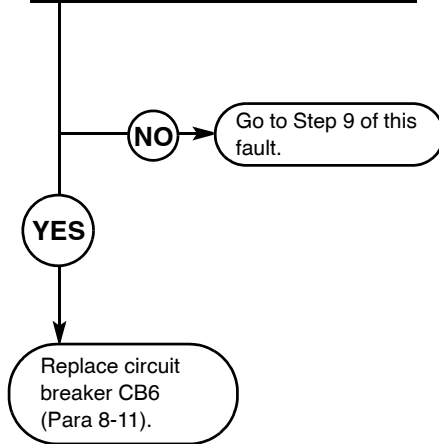 NO
Go to Step 9 of this
fault.
YES
Replace circuit
breaker CB6
(Para 8-11).